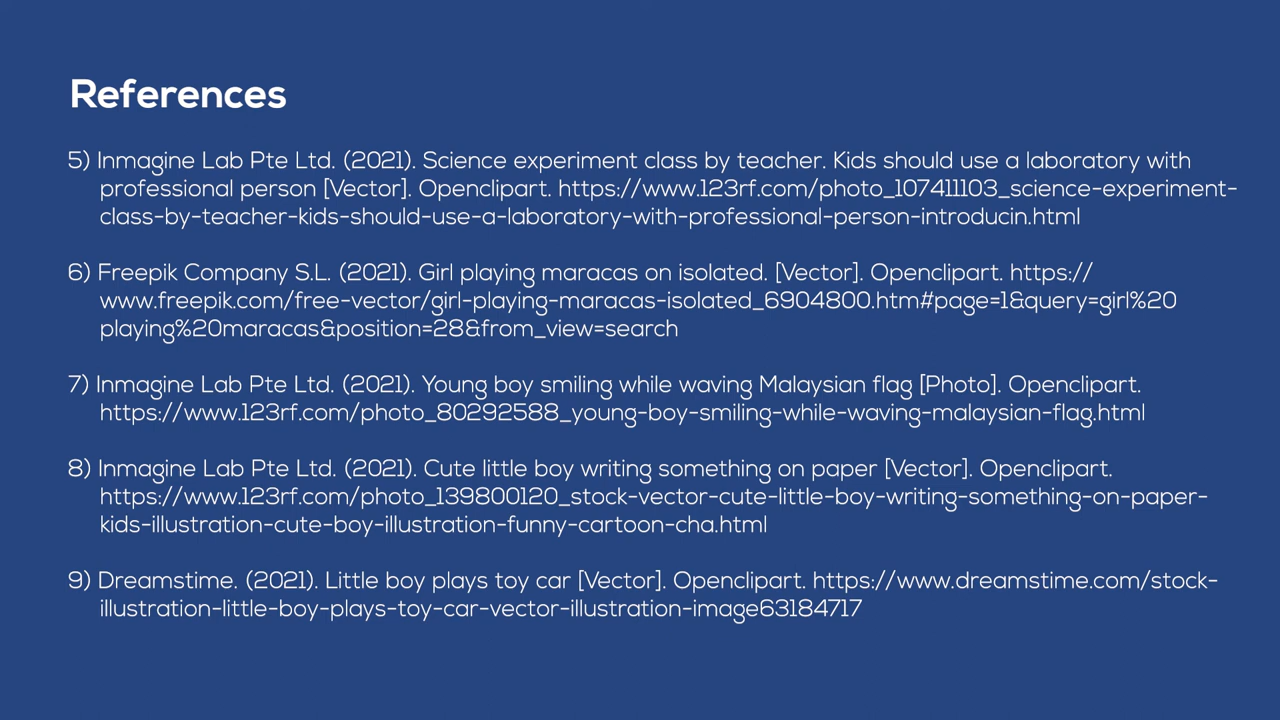 References
5) Inmagine Lab Pte Ltd. (2021). Science experiment class by teacher. Kids should use a laboratory with
professional person [Vector]. Openclipart. https://www.123rf.com/photo_107411103_science-experiment-
class-by-teacher-kids-should-use-a-laboratory-with-professional-person-introducin.html
6) Freepik Company S.L. (2021). Girl playing maracas on isolated. [Vector]. Openclipart. https://
www.freepik.com/free-vector/girl-playing-maracas-isolated_6904800.htm#page=1&query=girl%20
playing%20maracas&position=28&from_view=search
7) Inmagine Lab Pte Ltd. (2021). Young boy smiling while waving Malaysian flag [Photo]. Openclipart.
https://www.123rf.com/photo_80292588_young-boy-smiling-while-waving-malaysian-flag.html
8) Inmagine Lab Pte Ltd. (2021). Cute little boy writing something on paper [Vector]. Openclipart.
https://www.123rf.com/photo_139800120_stock-vector-cute-little-boy-writing-something-on-paper-
kids-illustration-cute-boy-illustration-funny-cartoon-cha.html
9) Dreamstime. (2021). Little boy plays toy car [Vector]. Openclipart. https://www.dreamstime.com/stock-
illustration-little-boy-plays-toy-car-vector-illustration-image63184717